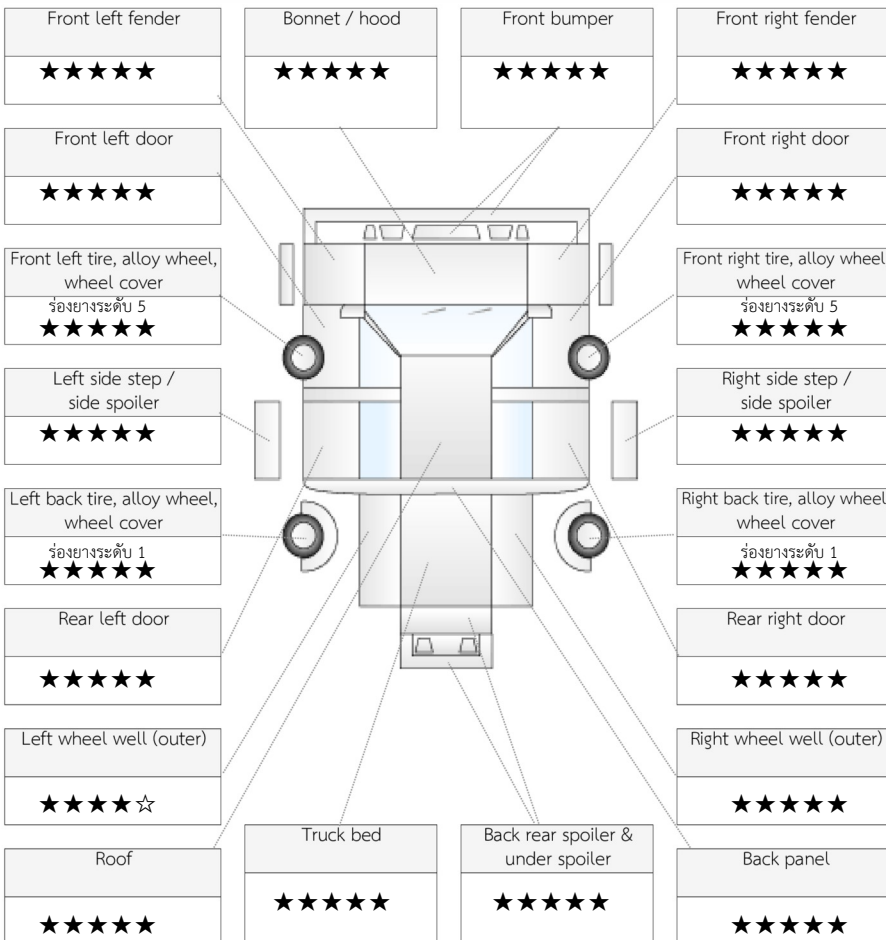 Front left fender
★★★★★
Bonnet / hood
★★★★★
Front bumper
★★★★★
Front right fender
★★★★★
Front left door
★★★★★
Front right door
★★★★★
Front left tire, alloy wheel,
wheel cover
ร่องยางระดับ 5
★★★★★
Front right tire, alloy wheel
wheel cover
ร่องยางระดับ 5
★★★★★
Left side step /
side spoiler
★★★★★
Right side step /
side spoiler
★★★★★
Left back tire, alloy wheel,
wheel cover
ร่องยางระดับ 1
★★★★★
Right back tire, alloy wheel
wheel cover
ร่องยางระดับ 1
★★★★★
Rear left door
★★★★★
Rear right door
★★★★★
Left wheel well (outer)
★★★★☆
Right wheel well (outer)
★★★★★
Roof
★★★★★
Truck bed
★★★★★
Back rear spoiler &
under spoiler
★★★★★
Back panel
★★★★★